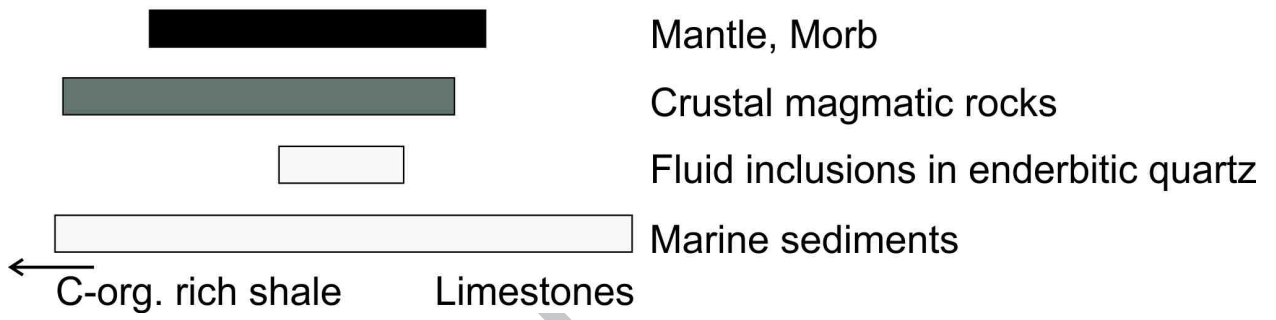 Mantle, Morb
Crustal magmatic rocks
Fluid inclusions in enderbitic quartz
Marine sediments
C-org. rich shale Limestones